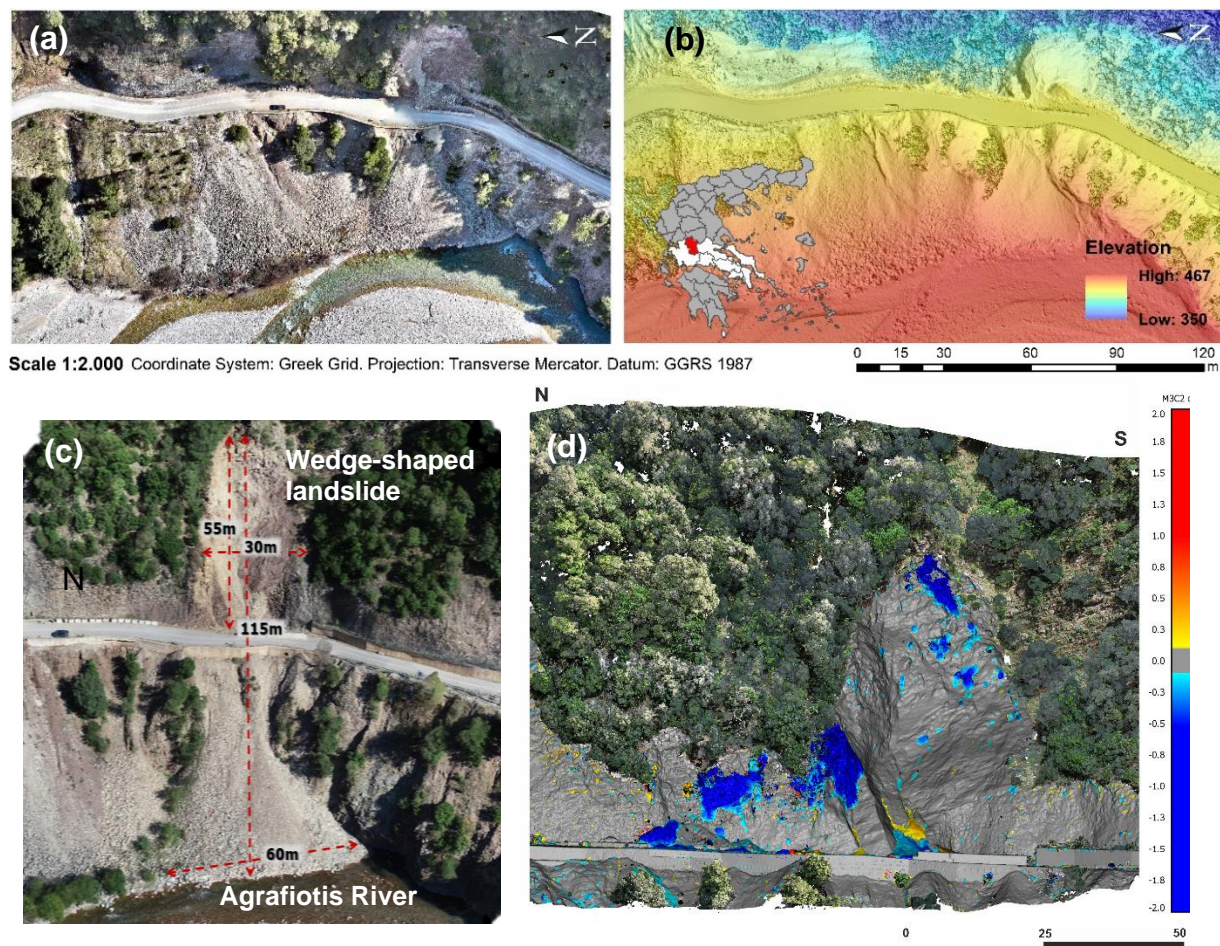 (a)
N
(b)
N
Elevation
High: 467
Low: 350
Scale 1:2.000 Coordinate System: Greek Grid. Projection: Transverse Mercator. Datum: GGRS 1987
0 15 30 60 90 120
m
(c)
Wedge-shaped
landslide
55m
30m
N
115m
60m
Agrafiotis River
N
S
(d)
M3C2
2.0
1.8
1.3
1.0
0.8
0.5
0.3
0.0
-0.3
-0.5
-0.8
-1.0
-1.3
-1.5
-1.8
-2.0
0 25 50